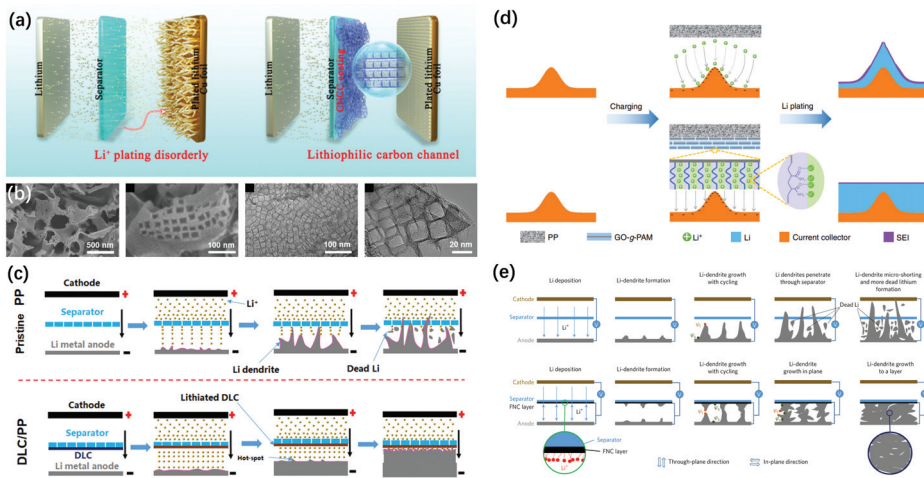 (a)
Lithium
Separator
Plated lithium
Cu foil
Li⁺ plating disorderly
Lithium
Separator
Plated lithium
Cu foil
Lithiophilic carbon channel
(b)
500 nm
100 nm
100 nm
20 nm
(c)
Pristine PP
Cathode
+
Separator
Li metal anode
-
+
Li⁺
-
+
Li dendrite
-
+
Dead Li
-
DLC/PP
Cathode
+
Separator
DLC
Li metal anode
-
Lithiated DLC
+
-
+
Hot-spot
-
+
-
(d)
Charging
Li plating
PP
GO-g-PAM
Li⁺
Li
Current collector
SEI
(e)
Li deposition
Cathode
Separator
Li⁺
Anode
V
Li-dendrite formation
V
Li-dendrite growth
with cycling
V
Li dendrites penetrate
through separator
Dead Li
V
Li-dendrite micro-shorting
and more dead lithium
formation
V
Li deposition
Cathode
Separator
FNC layer
Li⁺
Anode
V
Li-dendrite formation
V
Li-dendrite growth
with cycling
V
Li-dendrite
growth in plane
V
Li-dendrite growth
to a layer
V
Separator
FNC layer
Li⁺
Through-plane direction
In-plane direction